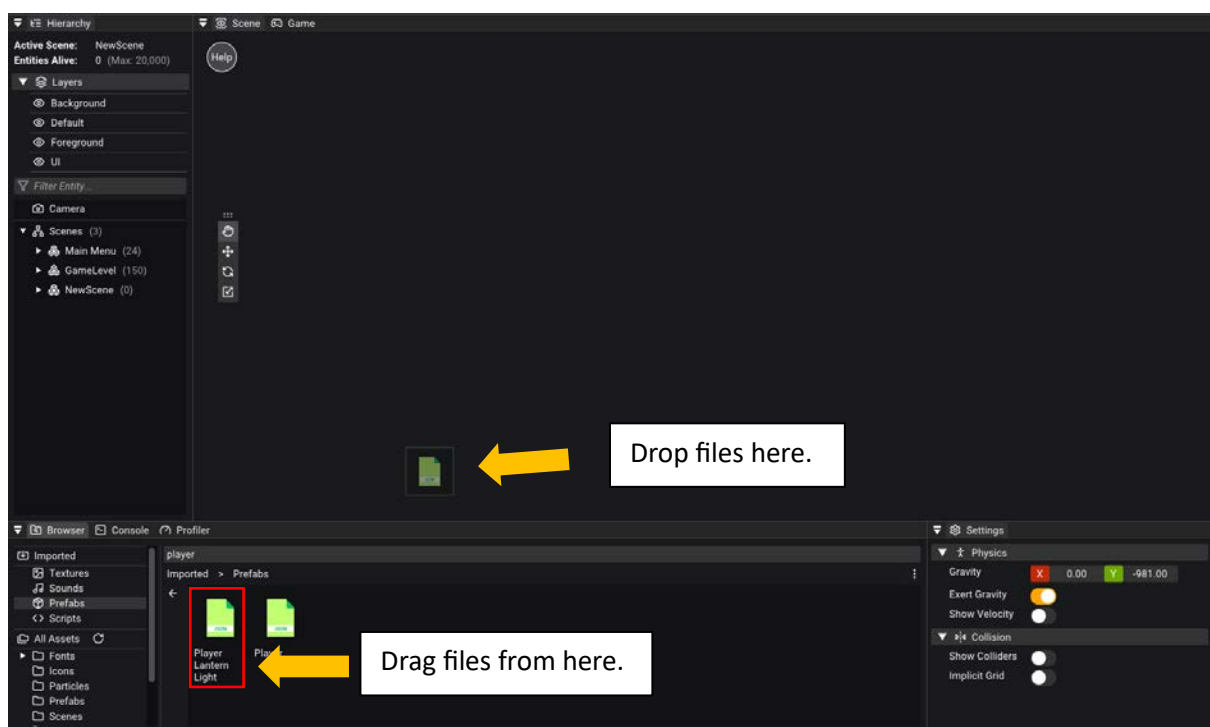 Hierarchy
Active Scene: NewScene
Entities Alive: 0 (Max: 20,000)
Layers
Background
Default
Foreground
UI
Filter Entity...
Camera
Scenes (3)
Main Menu (24)
GameLevel (150)
NewScene (0)
Scene Game
Help
Drop files here.
Browser Console Profiler
Imported
Textures
Sounds
Prefabs
Scripts
All Assets
Fonts
Icons
Particles
Prefabs
Scenes
player
Imported > Prefabs
Player
Lantern
Light
Player
Drag files from here.
Settings
Physics
Gravity X 0.00 Y -981.00
Exert Gravity
Show Velocity
Collision
Show Colliders
Implicit Grid